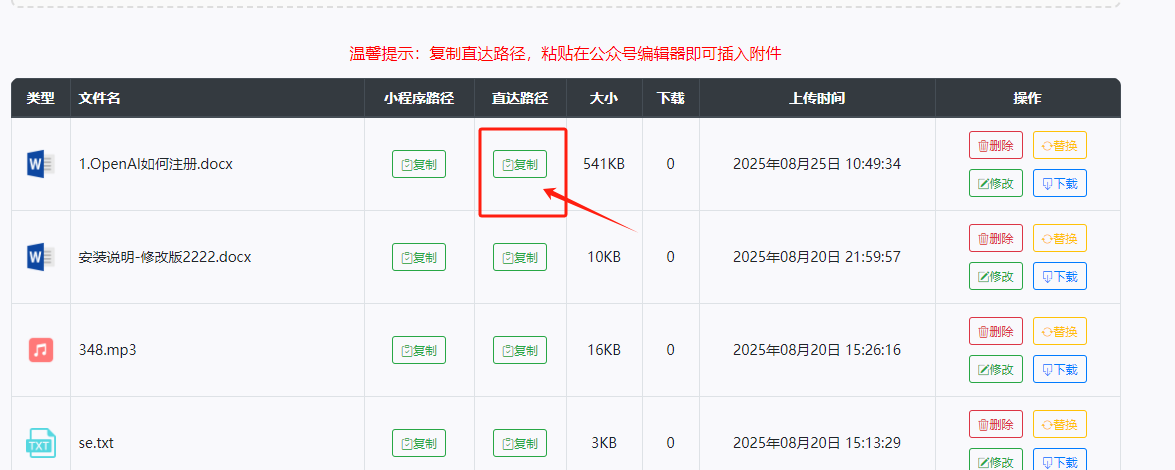 温馨提示：复制直达路径，粘贴在公众号编辑器即可插入附件
类型 文件名 小程序路径 直达路径 大小 下载 上传时间 操作
W 1.OpenAI如何注册.docx 复制 复制 541KB 0 2025年08月25日 10:49:34 删除 替换
修改 下载
W 安装说明-修改版2222.docx 复制 复制 10KB 0 2025年08月20日 21:59:57 删除 替换
修改 下载
348.mp3 复制 复制 16KB 0 2025年08月20日 15:26:16 删除 替换
修改 下载
TXT se.txt 复制 复制 3KB 0 2025年08月20日 15:13:29 删除 替换
修改 下载